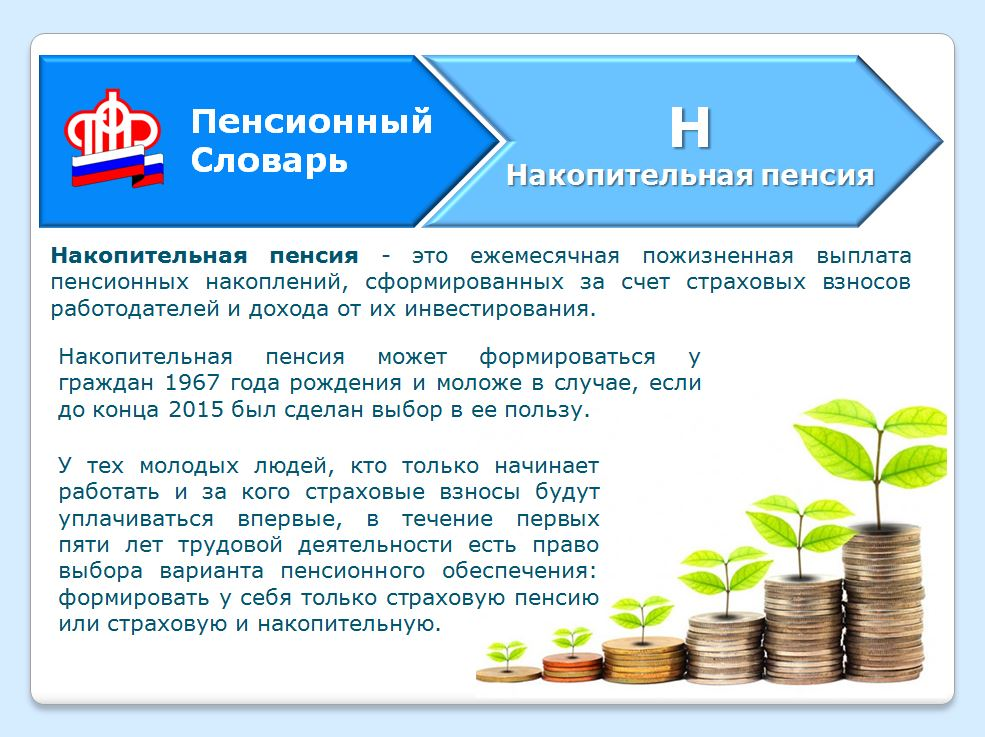 Пенсионный
Словарь
Н
Накопительная пенсия
Накопительная пенсия - это ежемесячная пожизненная выплата
пенсионных накоплений, сформированных за счет страховых взносов
работодателей и дохода от их инвестирования.
Накопительная пенсия может формироваться у
граждан 1967 года рождения и моложе в случае, если
до конца 2015 был сделан выбор в ее пользу.
У тех молодых людей, кто только начинает
работать и за кого страховые взносы будут
уплачиваться впервые, в течение первых
пяти лет трудовой деятельности есть право
выбора варианта пенсионного обеспечения:
формировать у себя только страховую пенсию
или страховую и накопительную.